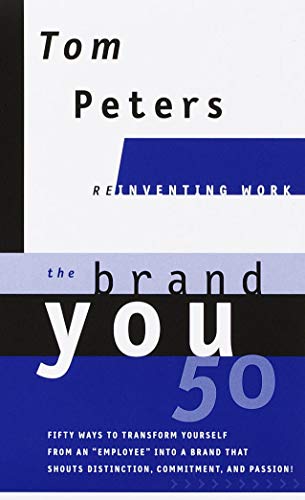 Tom
Peters
REINVENTING WORK
the brand
you
50
FIFTY WAYS TO TRANSFORM YOURSELF
FROM AN "EMPLOYEE" INTO A BRAND THAT
SHOUTS DISTINCTION, COMMITMENT, AND PASSION!